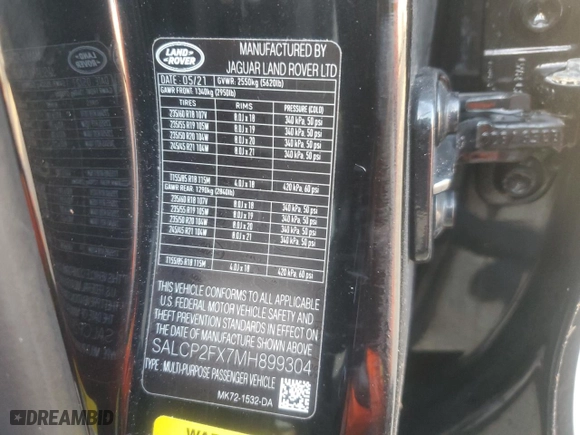 LAND ROVER
MANUFACTURED BY
JAGUAR LAND ROVER LTD
DATE : 05/21 GVWR: 2550kg (5620lb)
GAWR FRONT: 1340kg (2950lb)
TIRES RIMS PRESSURE (COLD)
235/60 R18 107V 8.0J x 18 340 kPa, 50 psi
235/55 R19 105W 8.0J x 19 340 kPa, 50 psi
235/50 R20 104W 8.0J x 20 340 kPa, 50 psi
245/45 R21 104W 8.0J x 21 340 kPa, 50 psi
T155/85 R18 115M 4.0J x 18 420 kPa, 60 psi
GAWR REAR: 1290kg (2840lb)
235/60 R18 107V 8.0J x 18 340 kPa, 50 psi
235/55 R19 105W 8.0J x 19 340 kPa, 50 psi
235/50 R20 104W 8.0J x 20 340 kPa, 50 psi
245/45 R21 104W 8.0J x 21 340 kPa, 50 psi
T155/85 R18 115M 4.0J x 18 420 kPa, 60 psi
THIS VEHICLE CONFORMS TO ALL APPLICABLE
U.S. FEDERAL MOTOR VEHICLE SAFETY AND
THEFT PREVENTION STANDARDS IN EFFECT ON
THE DATE OF MANUFACTURE SHOWN ABOVE
SALCP2FX7MH899304
TYPE : MULTI-PURPOSE PASSENGER VEHICLE
MK72-1532-DA
DREAMBID